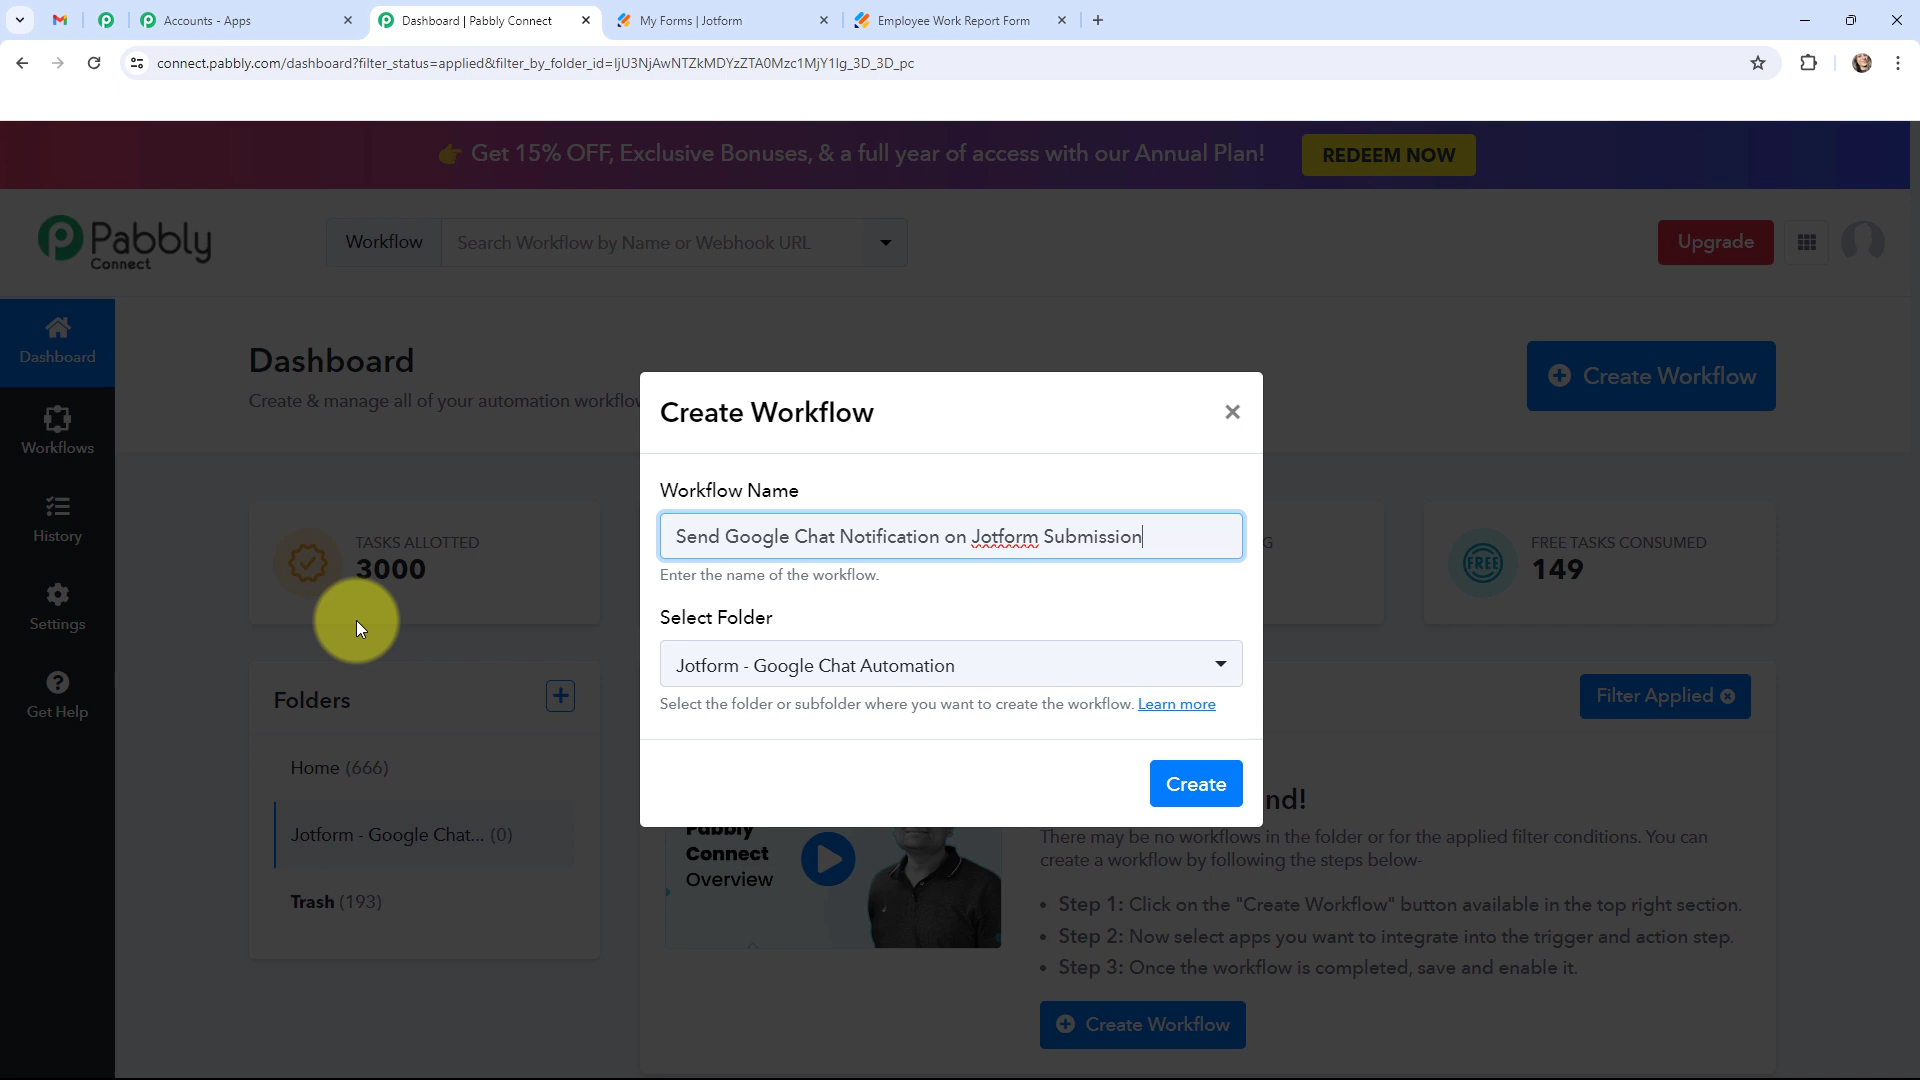 Accounts - Apps
Dashboard | Pabbly Connect
My Forms | Jotform
Employee Work Report Form
connect.pabbly.com/dashboard?filter_status=applied&filter_by_folder_id=IjU3NjAwNTZkMDYzZTA0Mzc1MjY1Ig_3D_3D_pc
Get 15% OFF, Exclusive Bonuses, & a full year of access with our Annual Plan!
REDEEM NOW
Pabbly
Connect
Workflow
Search Workflow by Name or Webhook URL
Upgrade
Dashboard
Workflows
History
Settings
Get Help
Dashboard
Create & manage all of your automation workflow
Create Workflow
TASKS ALLOTTED
3000
G
FREE
FREE TASKS CONSUMED
149
Folders
Home (666)
Jotform - Google Chat... (0)
Trash (193)
Create Workflow
Workflow Name
Send Google Chat Notification on Jotform Submission
Enter the name of the workflow.
Select Folder
Jotform - Google Chat Automation
Select the folder or subfolder where you want to create the workflow. Learn more
Create
Filter Applied
Pabbly
Connect
Overview
nd!
There may be no workflows in the folder or for the applied filter conditions. You can
create a workflow by following the steps below-
• Step 1: Click on the "Create Workflow" button available in the top right section.
• Step 2: Now select apps you want to integrate into the trigger and action step.
• Step 3: Once the workflow is completed, save and enable it.
Create Workflow